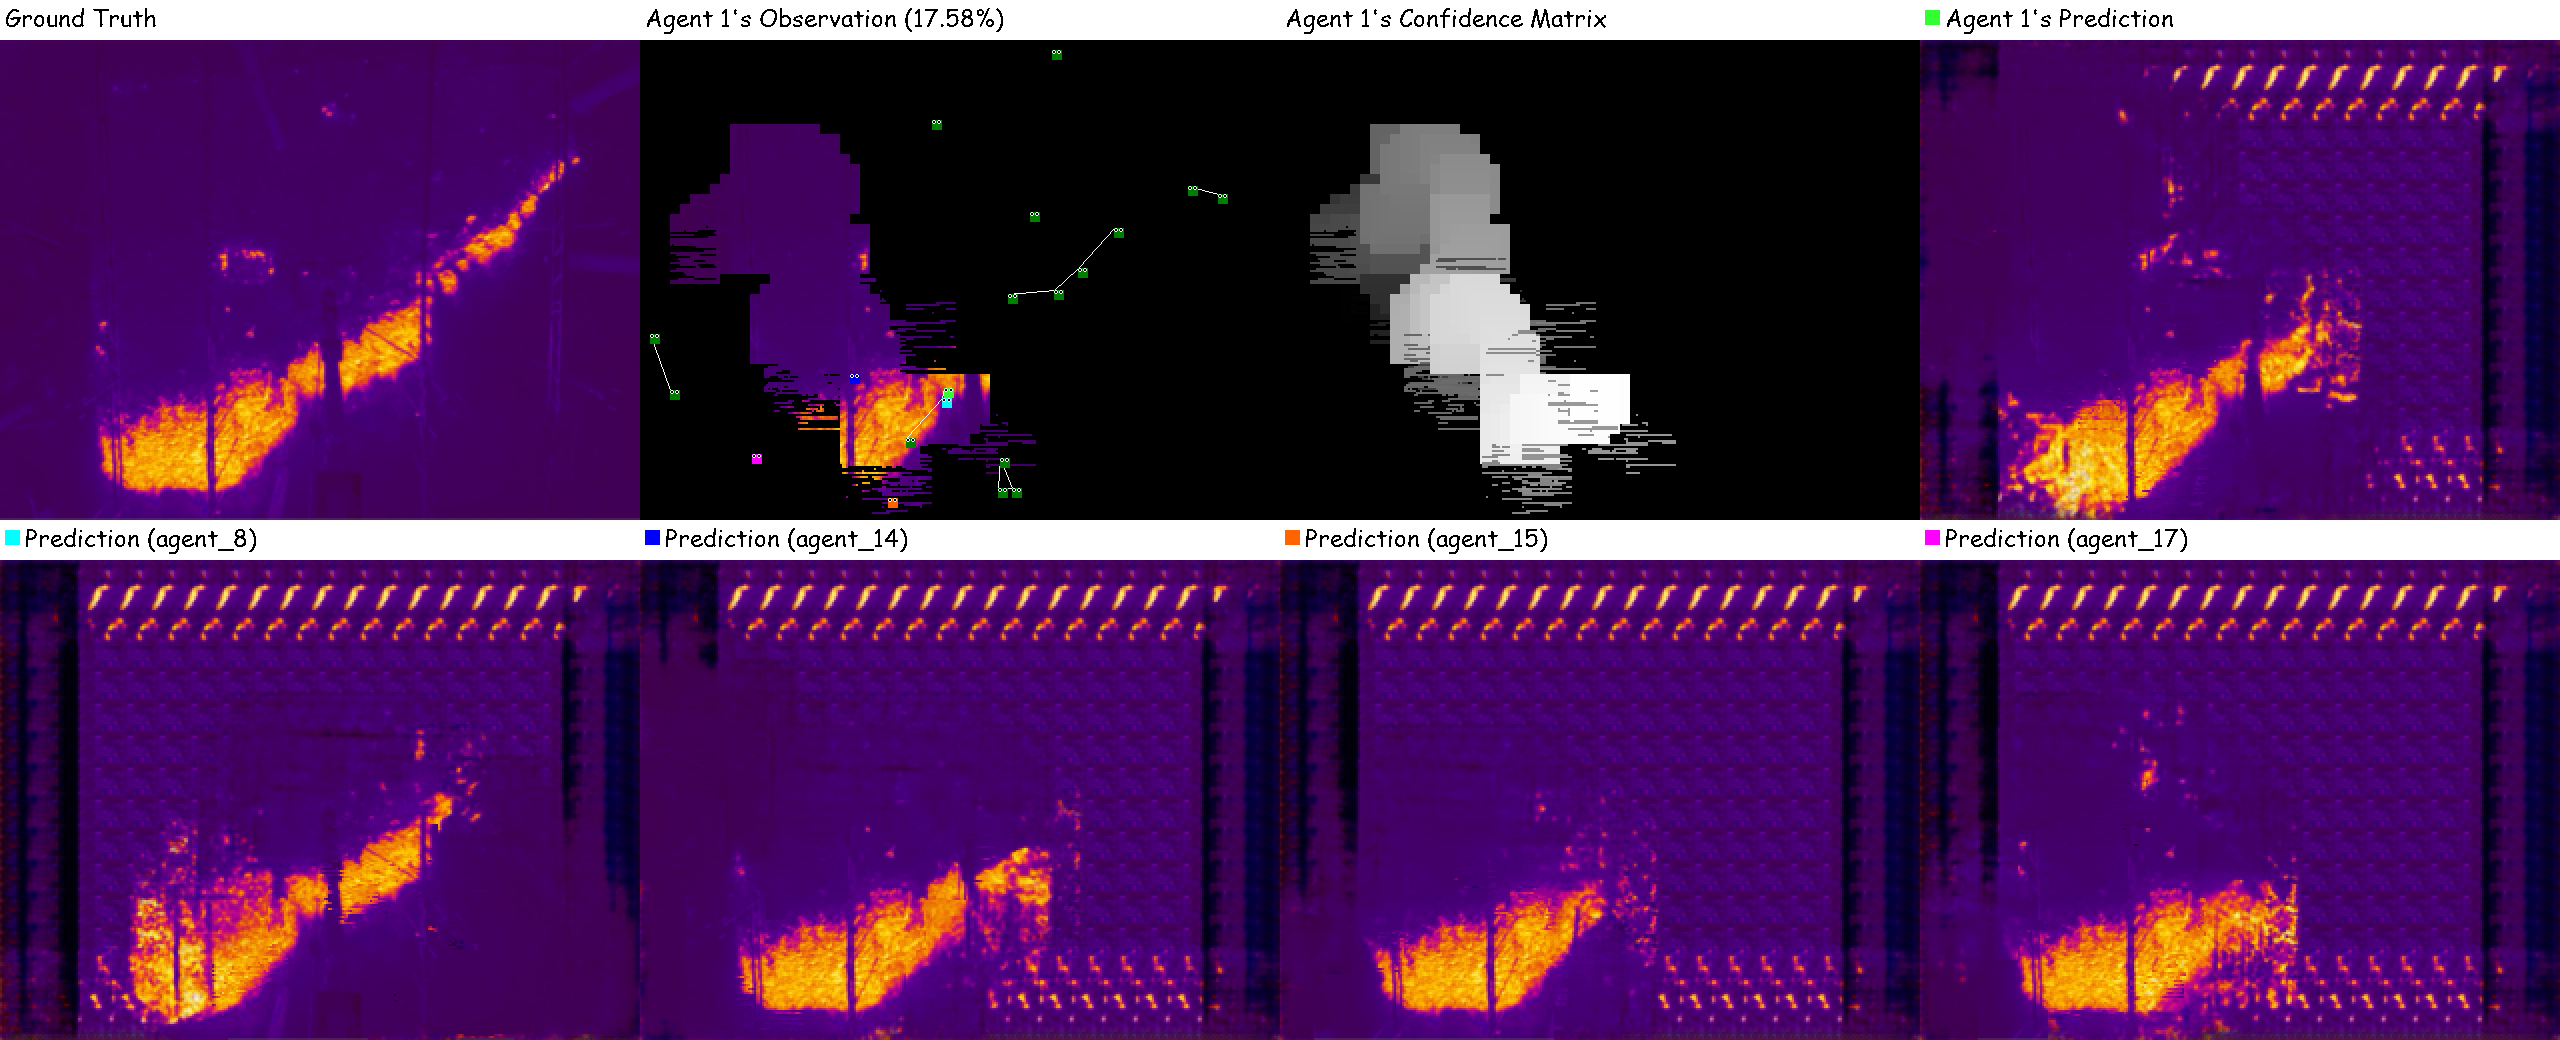 Ground Truth
Agent 1's Observation (17.58%)
Agent 1's Confidence Matrix
Agent 1's Prediction
Prediction (agent_8)
Prediction (agent_14)
Prediction (agent_15)
Prediction (agent_17)